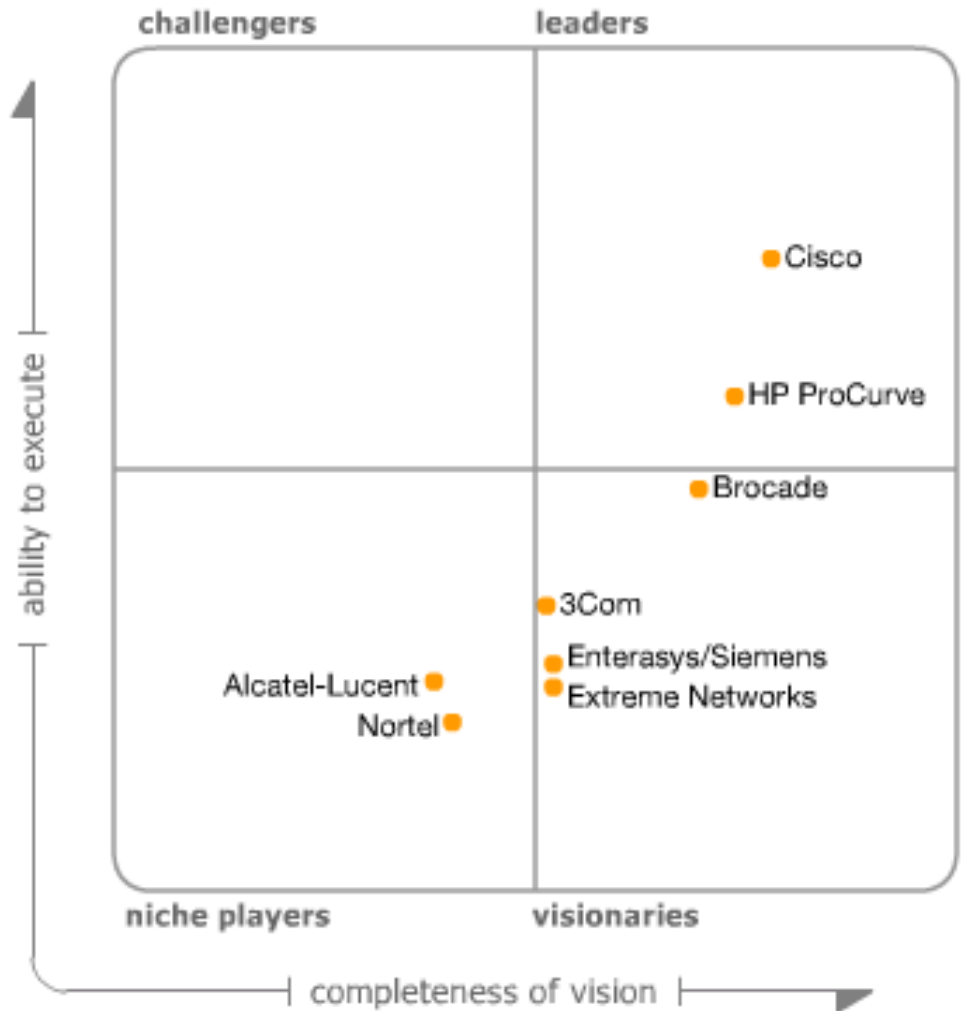 challengers
leaders
Cisco
HP ProCurve
Brocade
3Com
Enterasys/Siemens
Alcatel-Lucent
Extreme Networks
Nortel
ability to execute
niche players
visionaries
completeness of vision